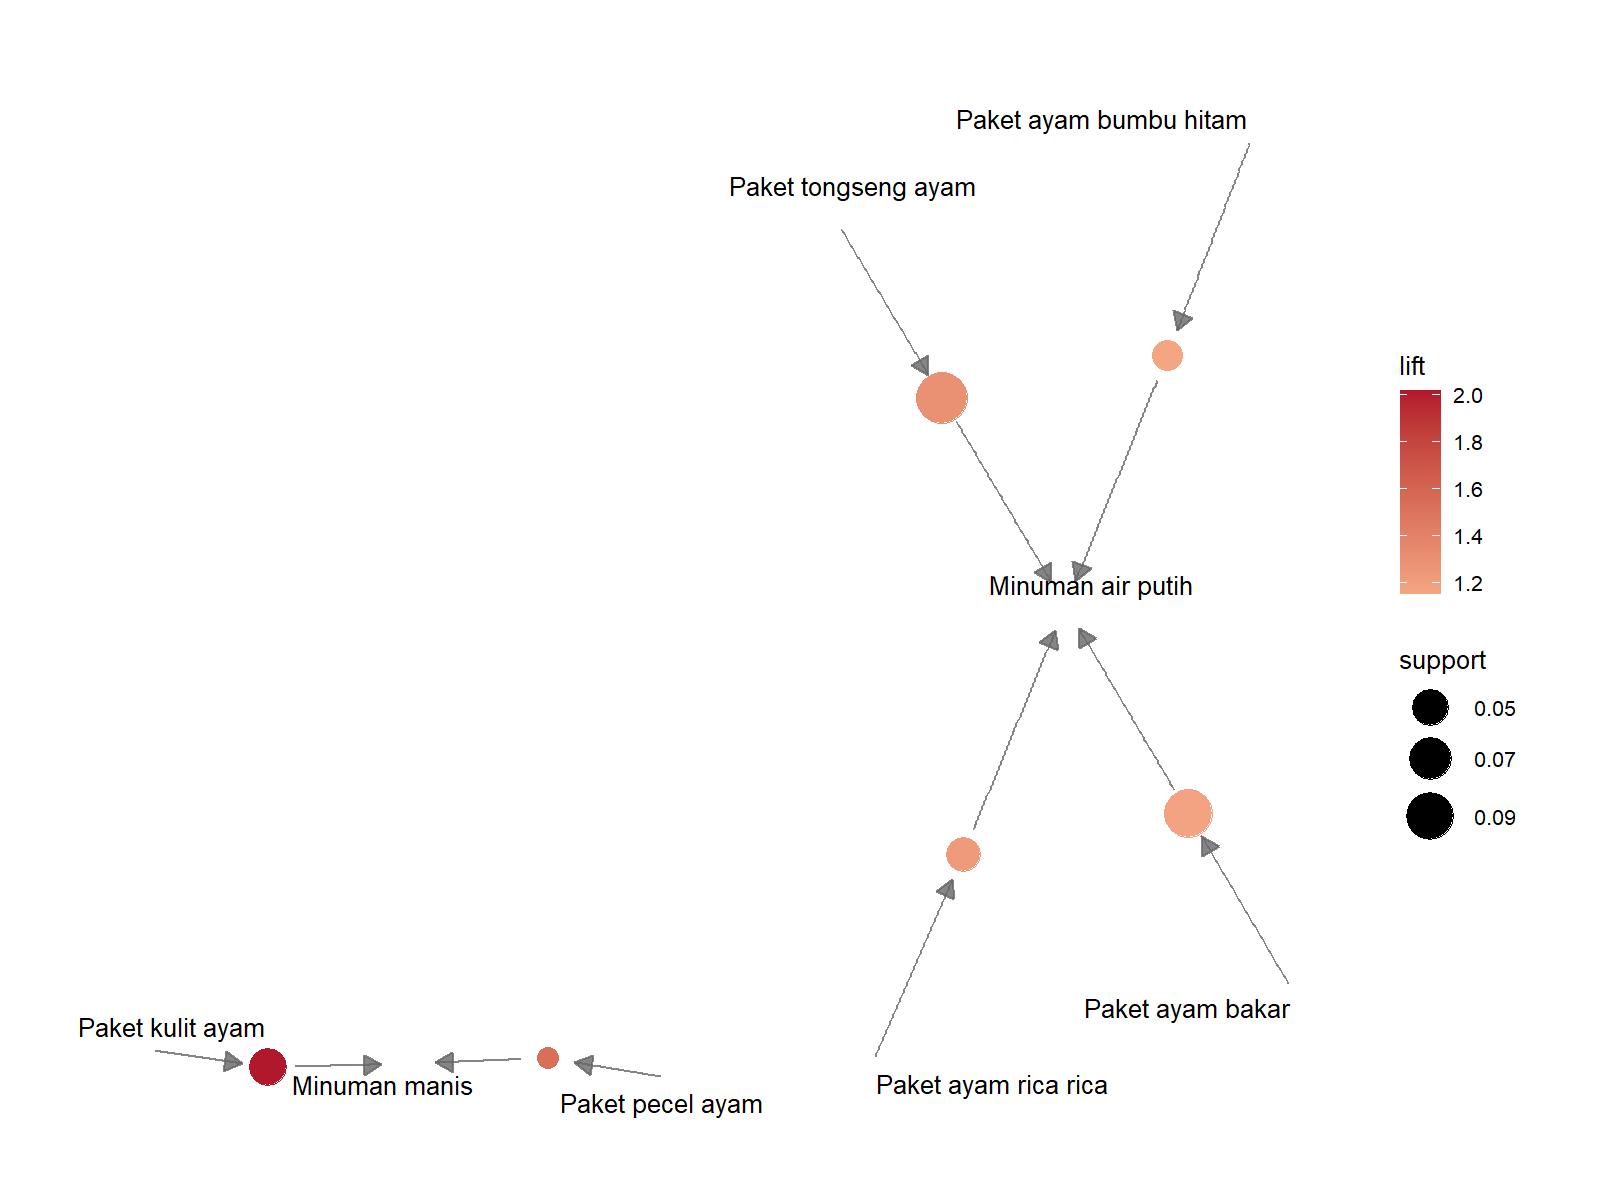 Paket ayam bumbu hitam
Paket tongseng ayam
Minuman air putih
Paket ayam bakar
Paket ayam rica rica
Paket kulit ayam
Minuman manis
Paket pecel ayam
lift
2.0
1.8
1.6
1.4
1.2
support
0.05
0.07
0.09